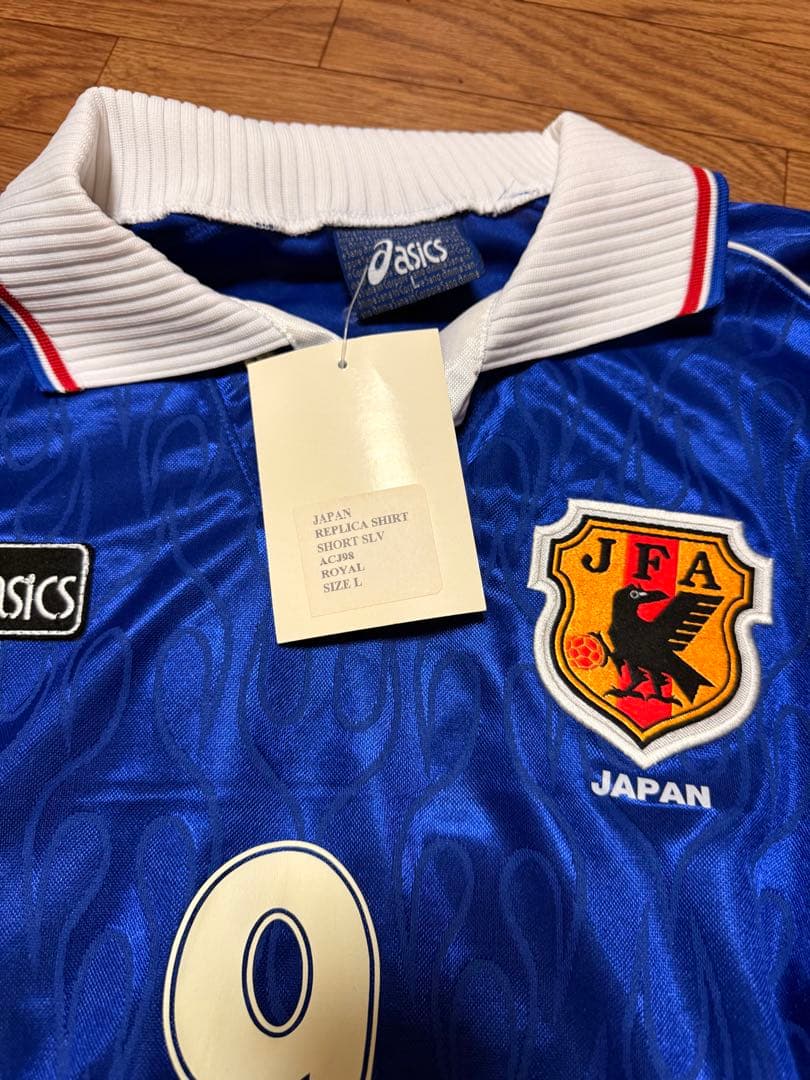 asics
L
JAPAN
REPLICA SHIRT
SHORT SLV
ACJ98
ROYAL
SIZE L
asics
JFA
JAPAN
9